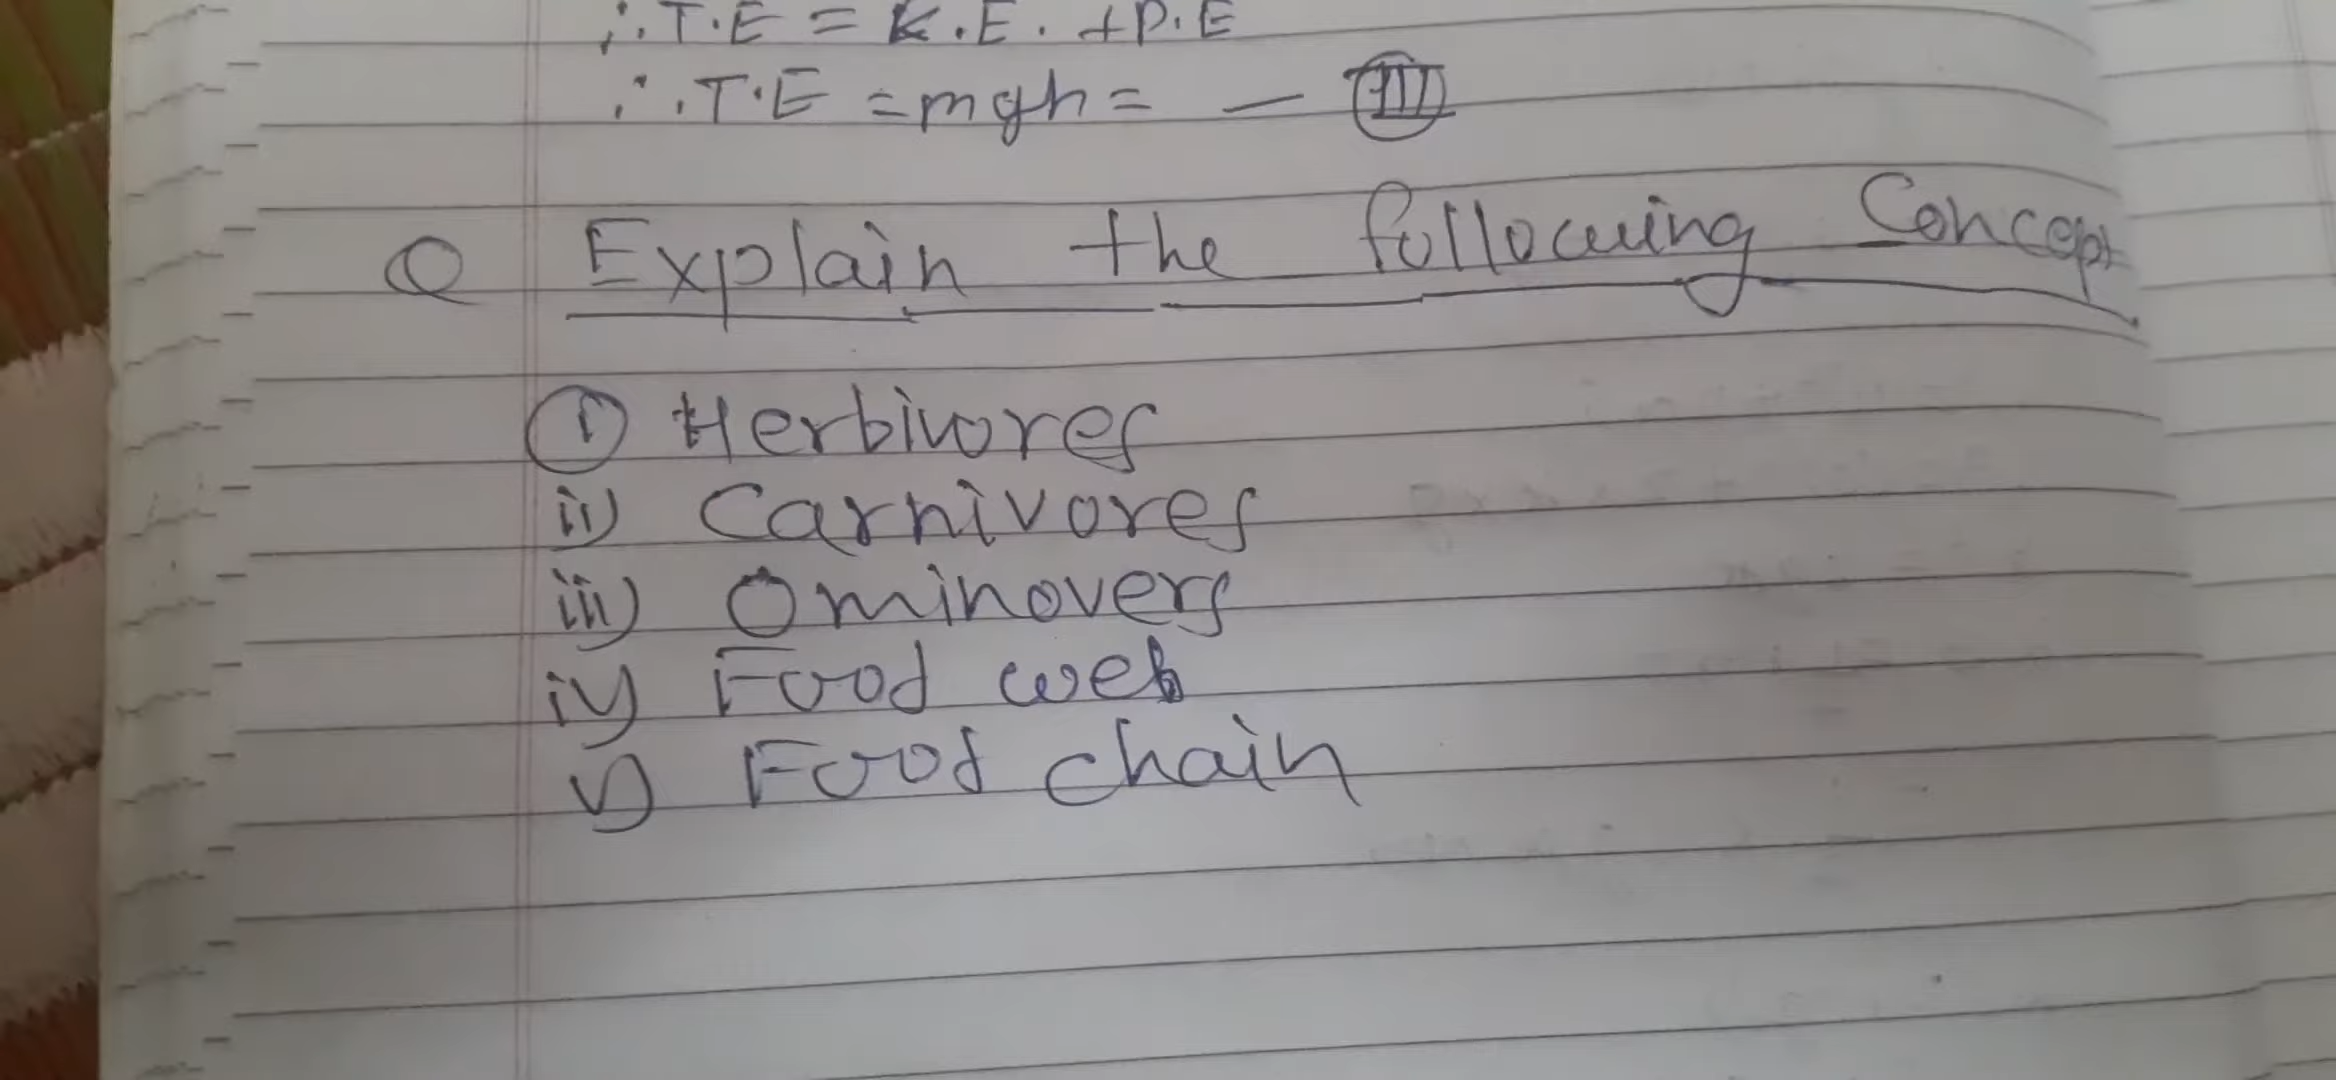 ∴ T.E = K.E. + P.E
∴ T.E = mgh = — III
Q Explain the following Concept
i Herbivores
ii) Carnivores
iii) Ominovers
iv) Food web
v) Food chain